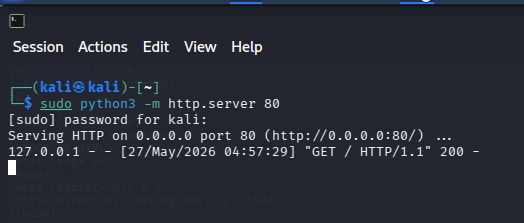 Session Actions Edit View Help
┌──(kali㉿kali)-[~]
└─$ sudo python3 -m http.server 80
[sudo] password for kali:
Serving HTTP on 0.0.0.0 port 80 (http://0.0.0.0:80/) ...
127.0.0.1 - - [27/May/2026 04:57:29] "GET / HTTP/1.1" 200 -